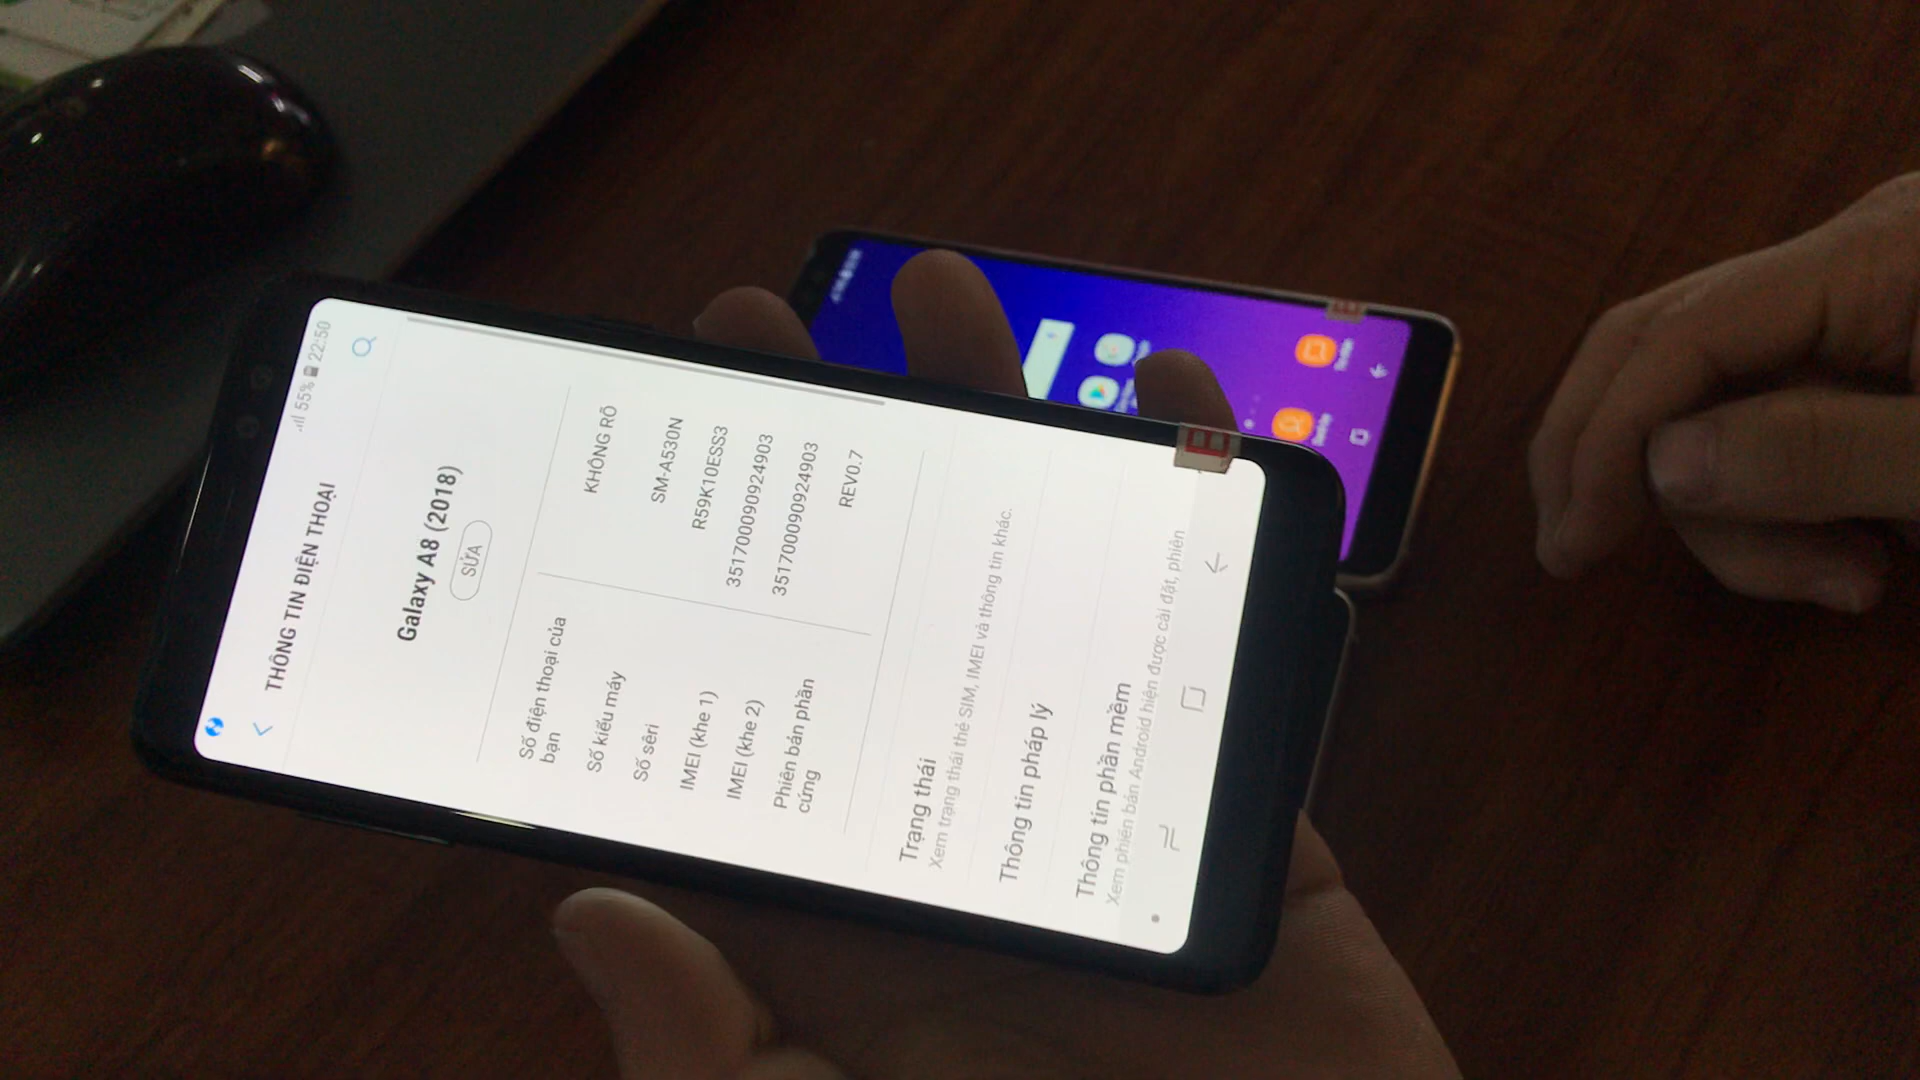 55% 22:50
THÔNG TIN ĐIỆN THOẠI
Galaxy A8 (2018)
SỬA
Số điện thoại của bạn KHÔNG RÕ
Số kiểu máy SM-A530N
Số sêri R59K10ESS3
IMEI (khe 1) 351700090924903
IMEI (khe 2) 351700090924903
Phiên bản phần cứng REV0.7
Trạng thái
Xem trạng thái thẻ SIM, IMEI và thông tin khác.
Thông tin pháp lý
Thông tin phần mềm
Xem phiên bản Android hiện được cài đặt, phiên